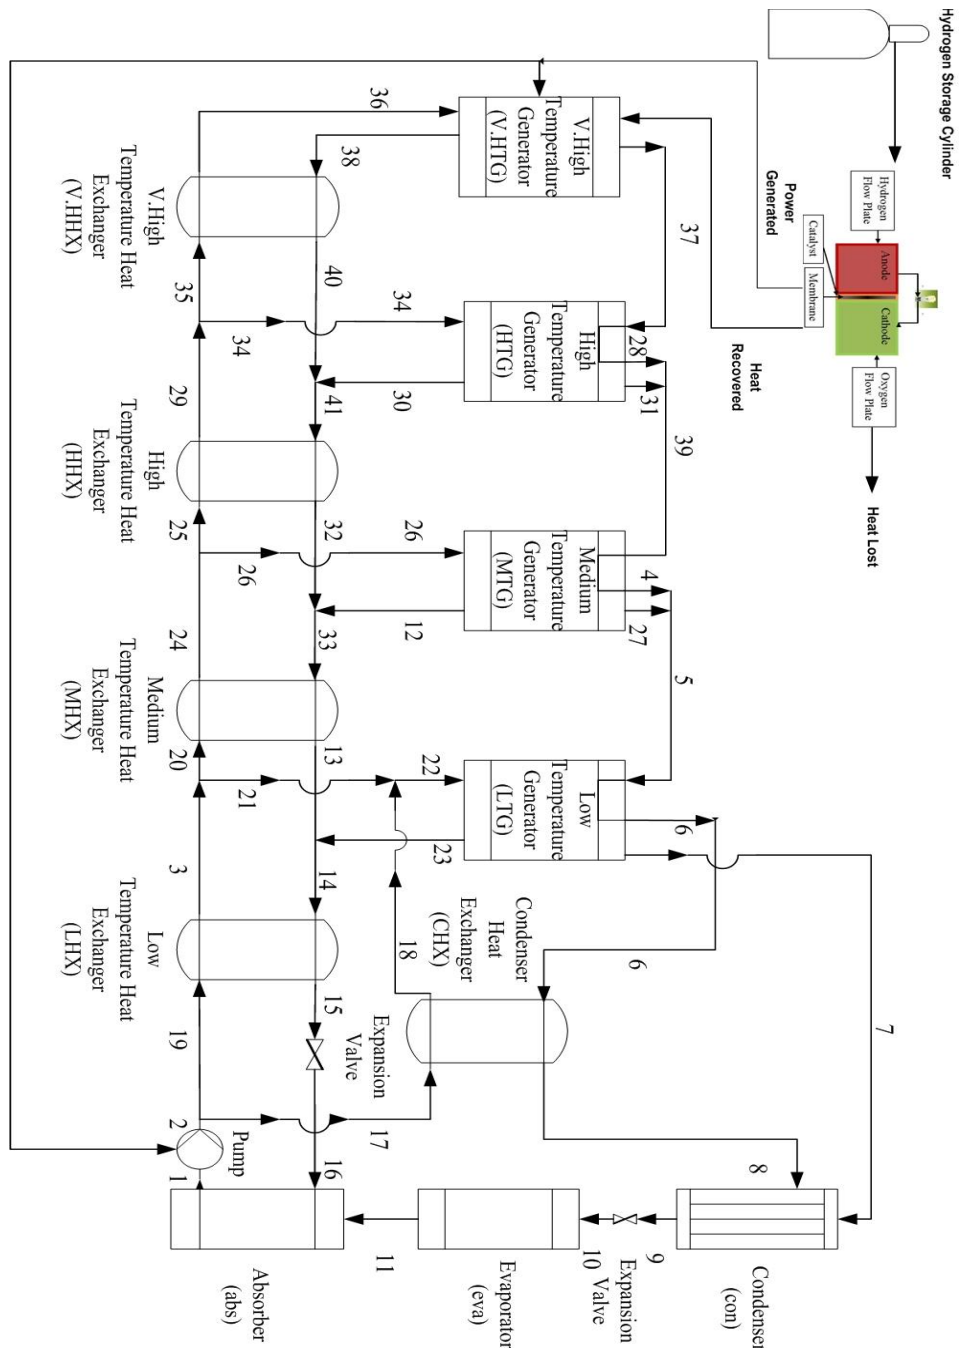 Hydrogen Storage Cylinder
Hydrogen
Flow Plate
Anode
Cathode
Catalyst
Membrane
Oxygen
Flow Plate
Power
Generated
Heat
Recovered
Heat Lost
V.High
Temperature
Generator
(V.HTG)
37
High
Temperature
Generator
(HTG)
28
31
39
Medium
Temperature
Generator
(MTG)
4
27
5
Low
Temperature
Generator
(LTG)
6
6
7
8
36
38
34
30
26
12
22
23
Condenser
Heat
Exchanger
(CHX)
18
17
Condenser
(con)
9
Expansion
Valve
10
Evaporator
(eva)
11
40
41
32
33
13
14
15
Expansion
Valve
16
35
34
29
25
26
24
20
21
3
19
2
Pump
1
V.High
Temperature Heat
Exchanger
(V.HHX)
High
Temperature Heat
Exchanger
(HHX)
Medium
Temperature Heat
Exchanger
(MHX)
Low
Temperature Heat
Exchanger
(LHX)
Absorber
(abs)